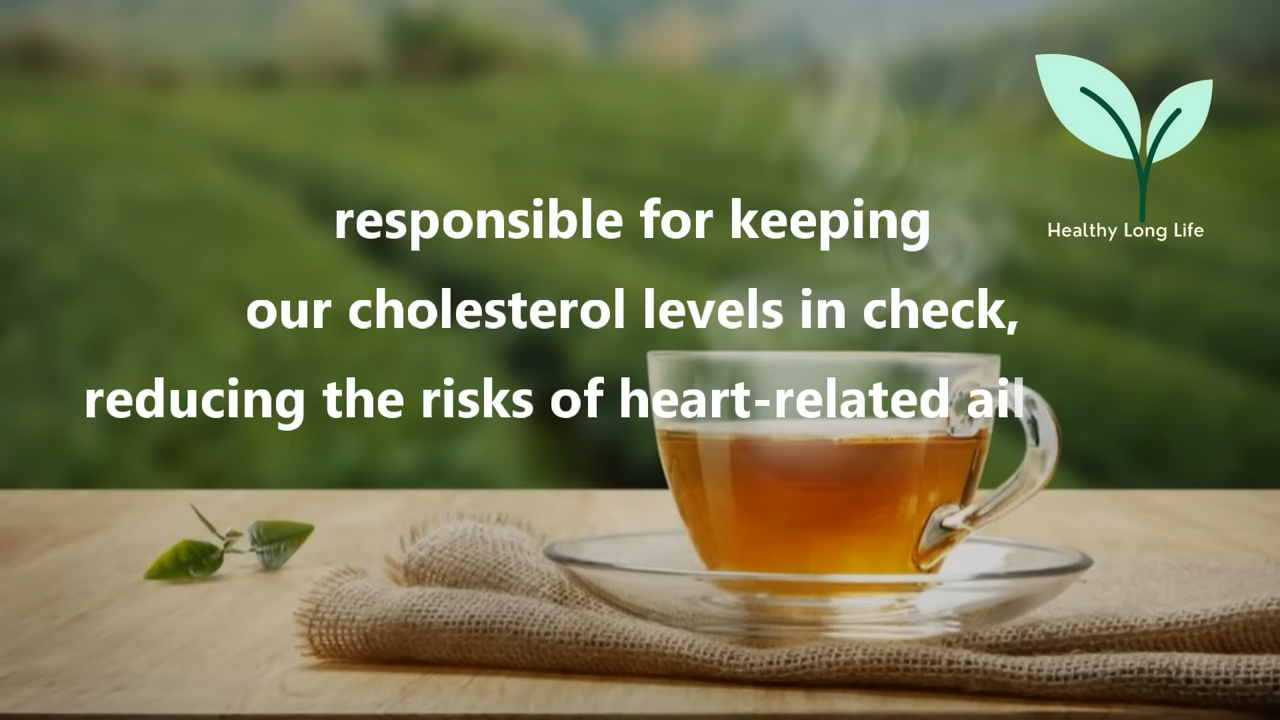 responsible for keeping
our cholesterol levels in check,
reducing the risks of heart-related ail
Healthy Long Life